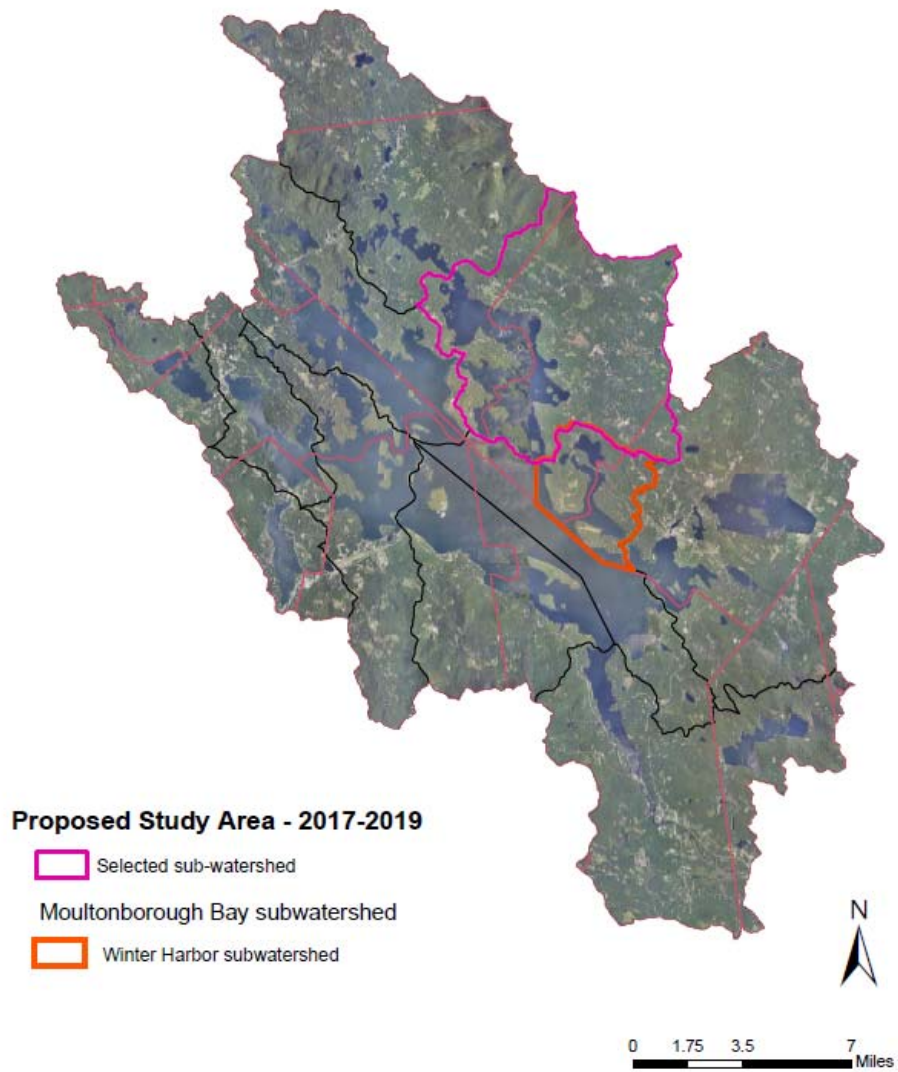 Proposed Study Area - 2017-2019
Selected sub-watershed
Moultonborough Bay subwatershed
Winter Harbor subwatershed
N
0 1.75 3.5 7
Miles